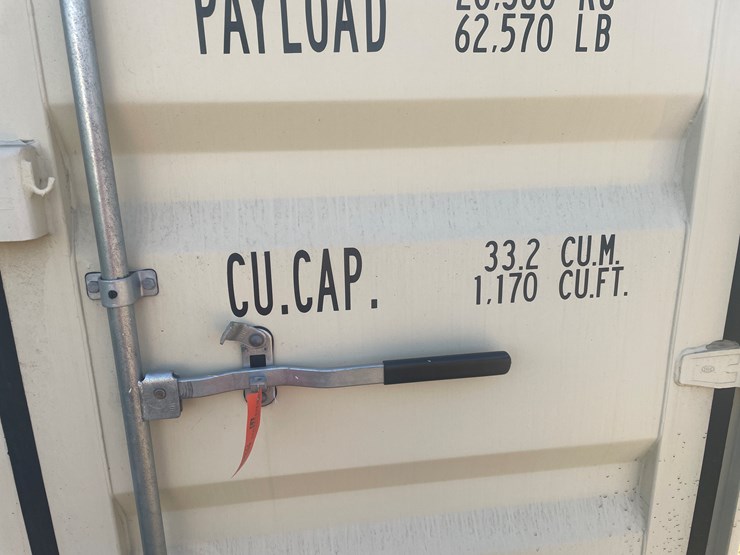 PAYLOAD
62,570 LB
CU.CAP. 33.2 CU.M.
1,170 CU.FT.